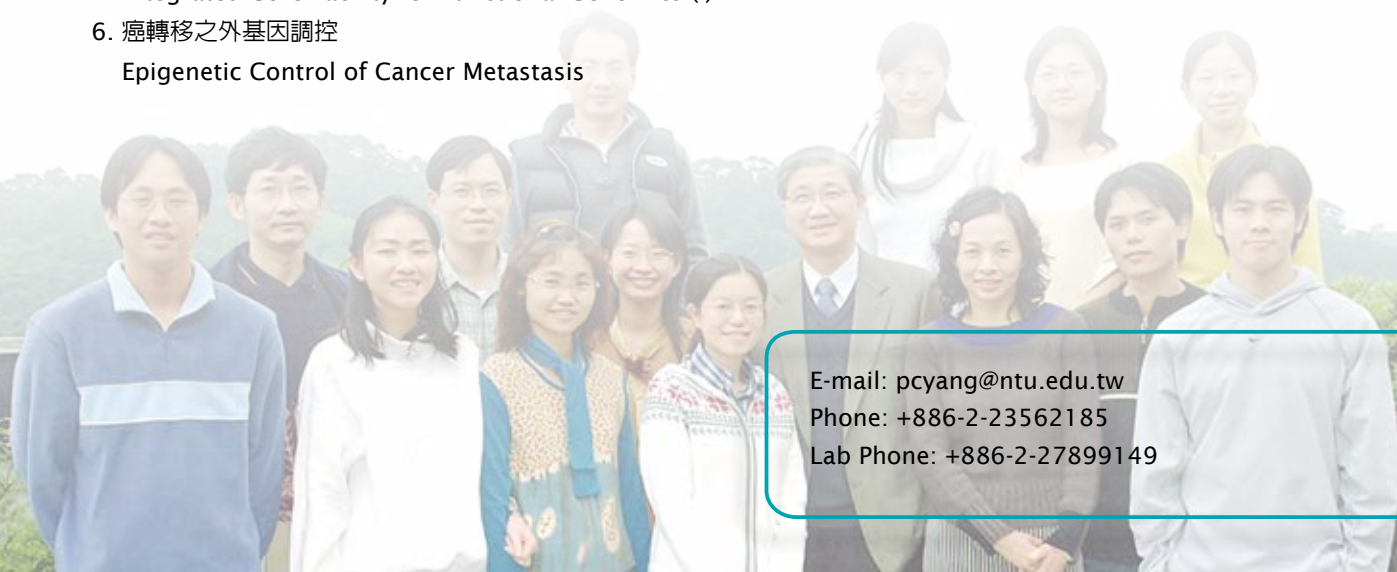 6. 癌轉移之外基因調控
Epigenetic Control of Cancer Metastasis
E-mail: pcyang@ntu.edu.tw
Phone: +886-2-23562185
Lab Phone: +886-2-27899149